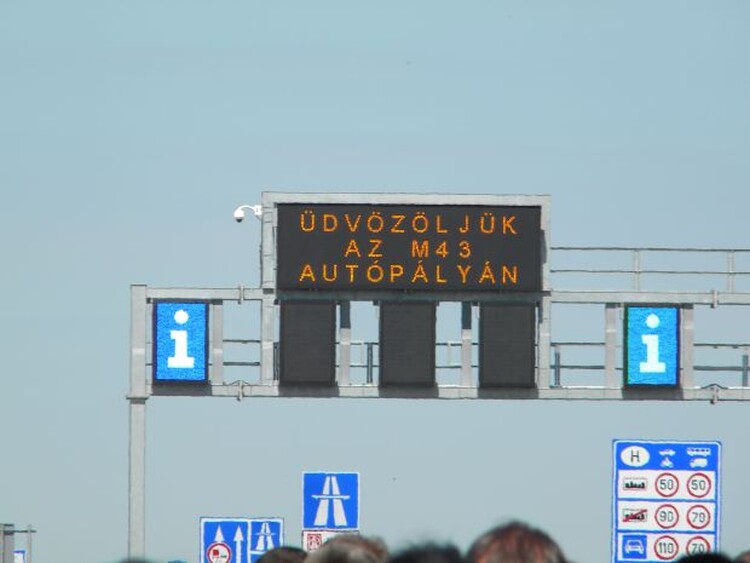 ÜDVÖZÖLJÜK
AZ M43
AUTÓPÁLYÁN
i i
H
50 50
90 70
110 70